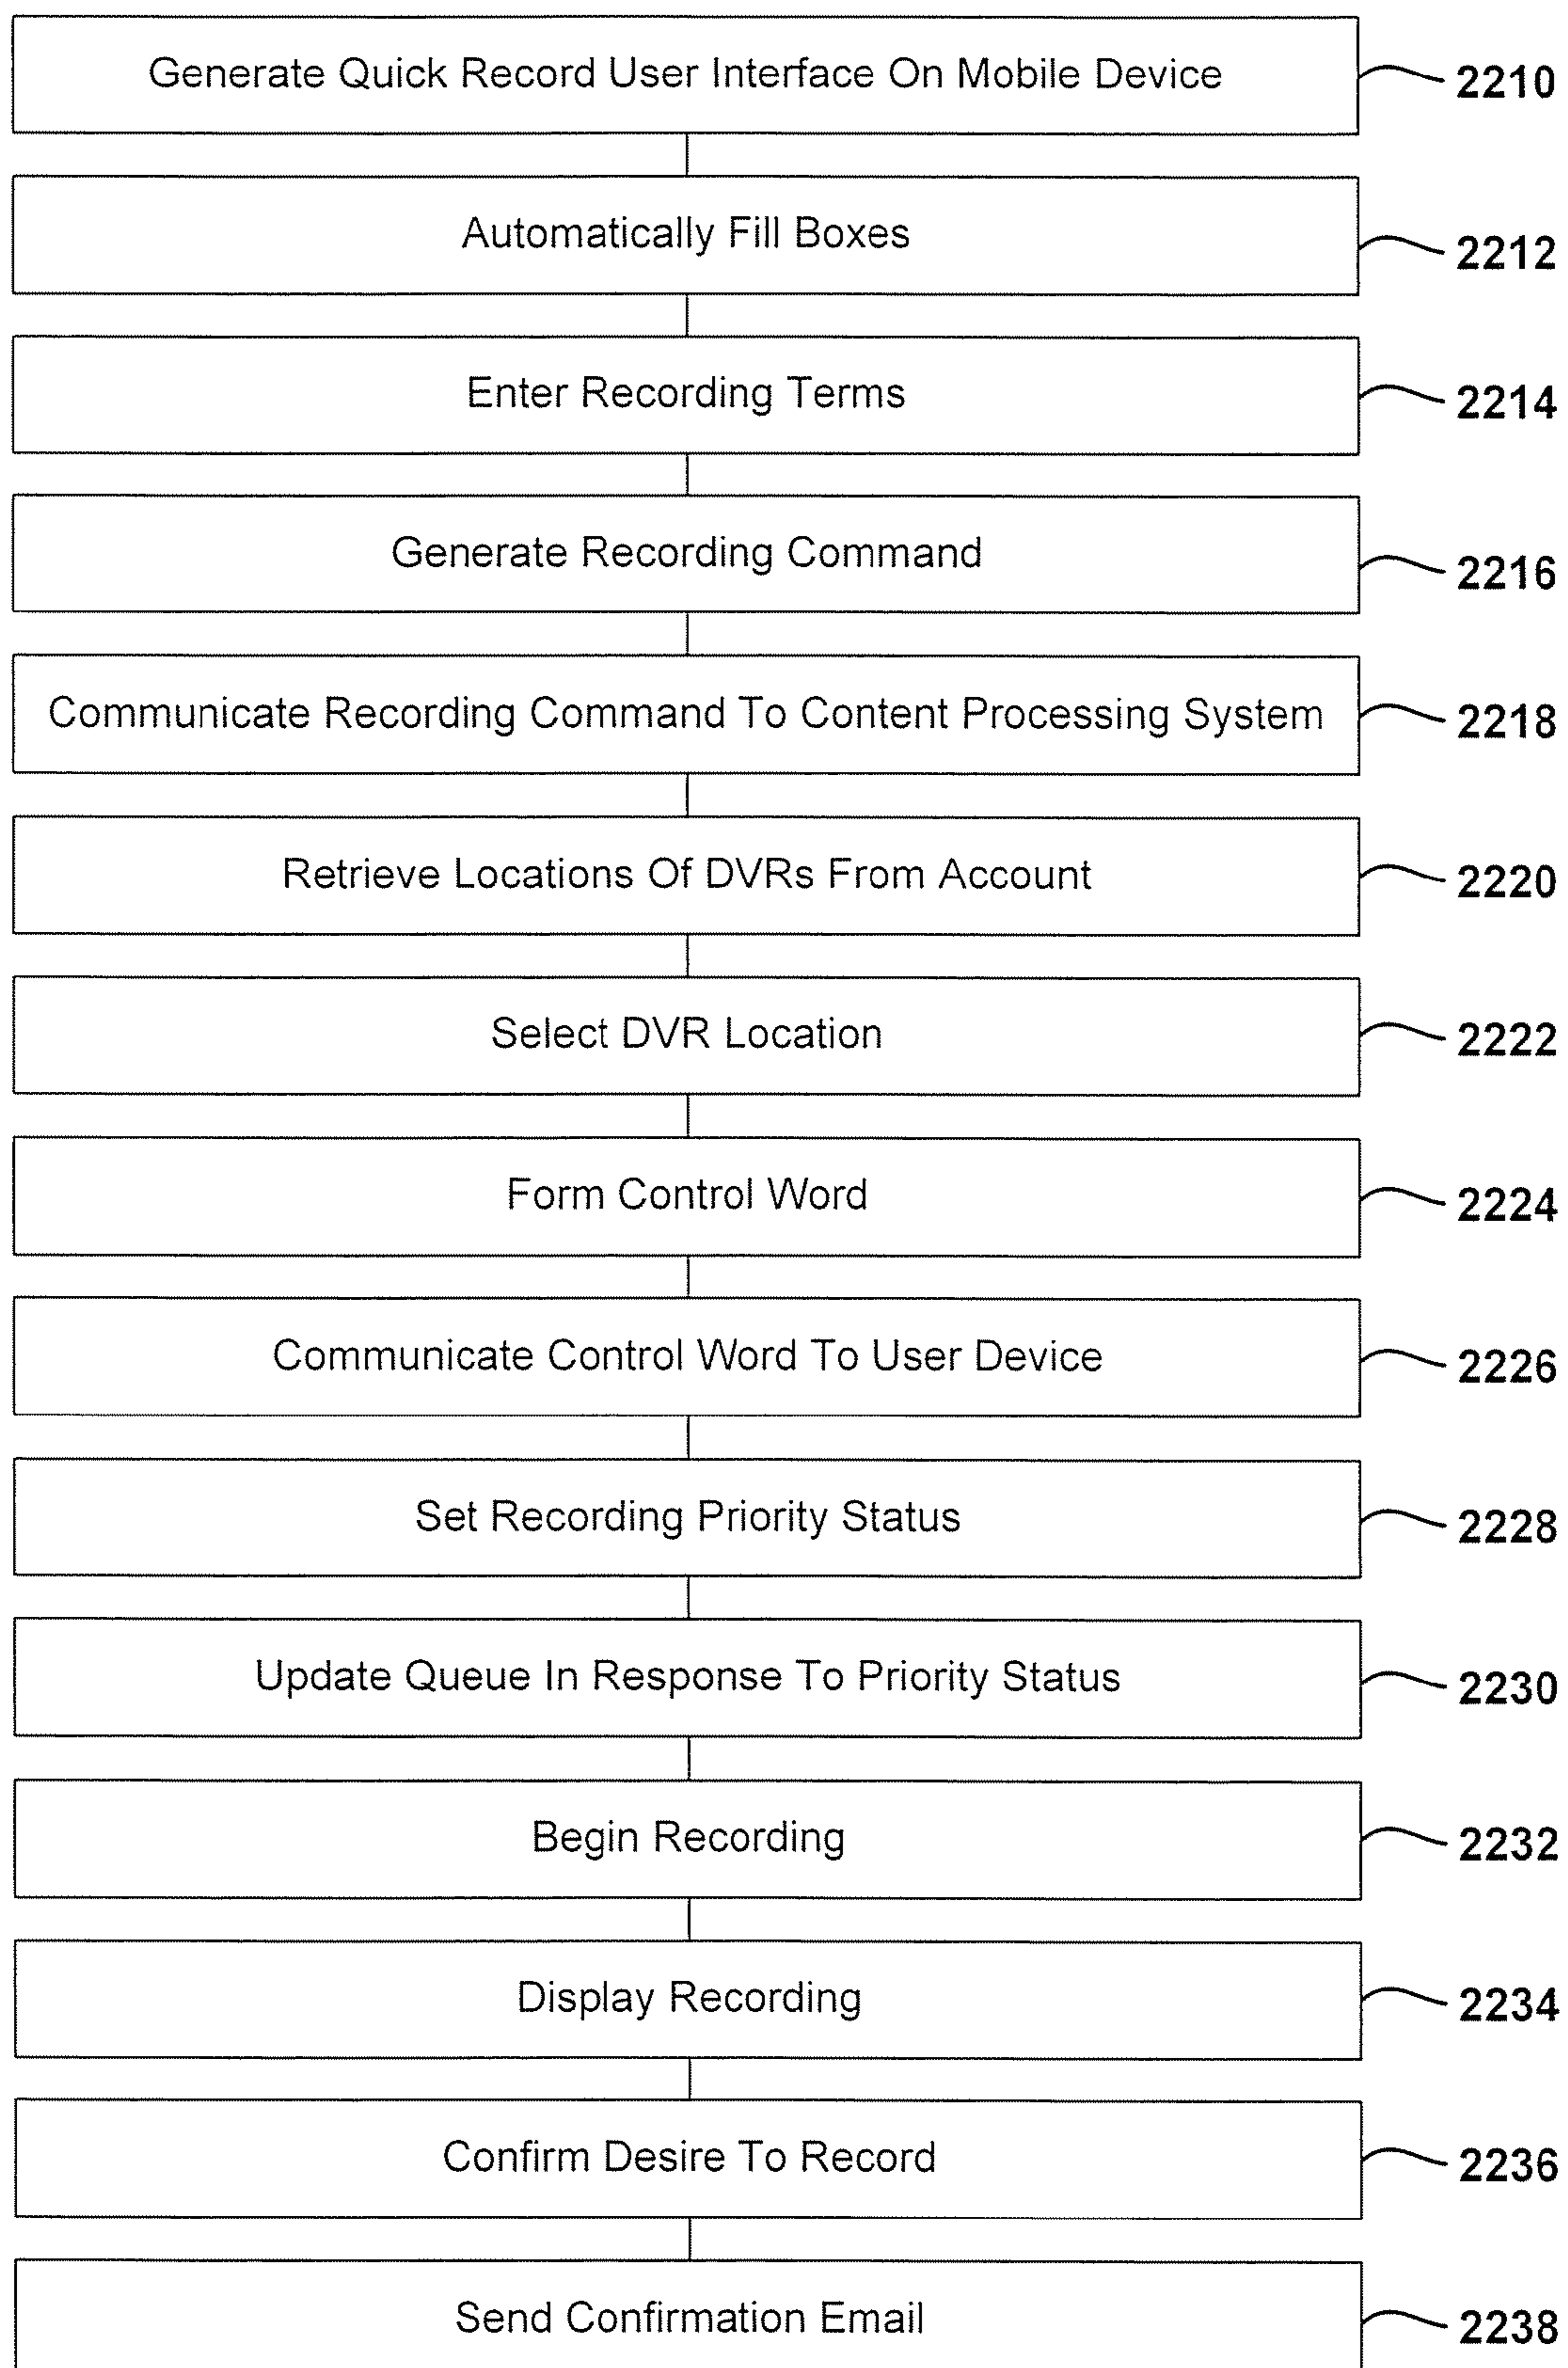 Generate Quick Record User Interface On Mobile Device
2210
Automatically Fill Boxes
2212
Enter Recording Terms
2214
Generate Recording Command
2216
Communicate Recording Command To Content Processing System
2218
Retrieve Locations Of DVRs From Account
2220
Select DVR Location
2222
Form Control Word
2224
Communicate Control Word To User Device
2226
Set Recording Priority Status
2228
Update Queue In Response To Priority Status
2230
Begin Recording
2232
Display Recording
2234
Confirm Desire To Record
2236
Send Confirmation Email
2238